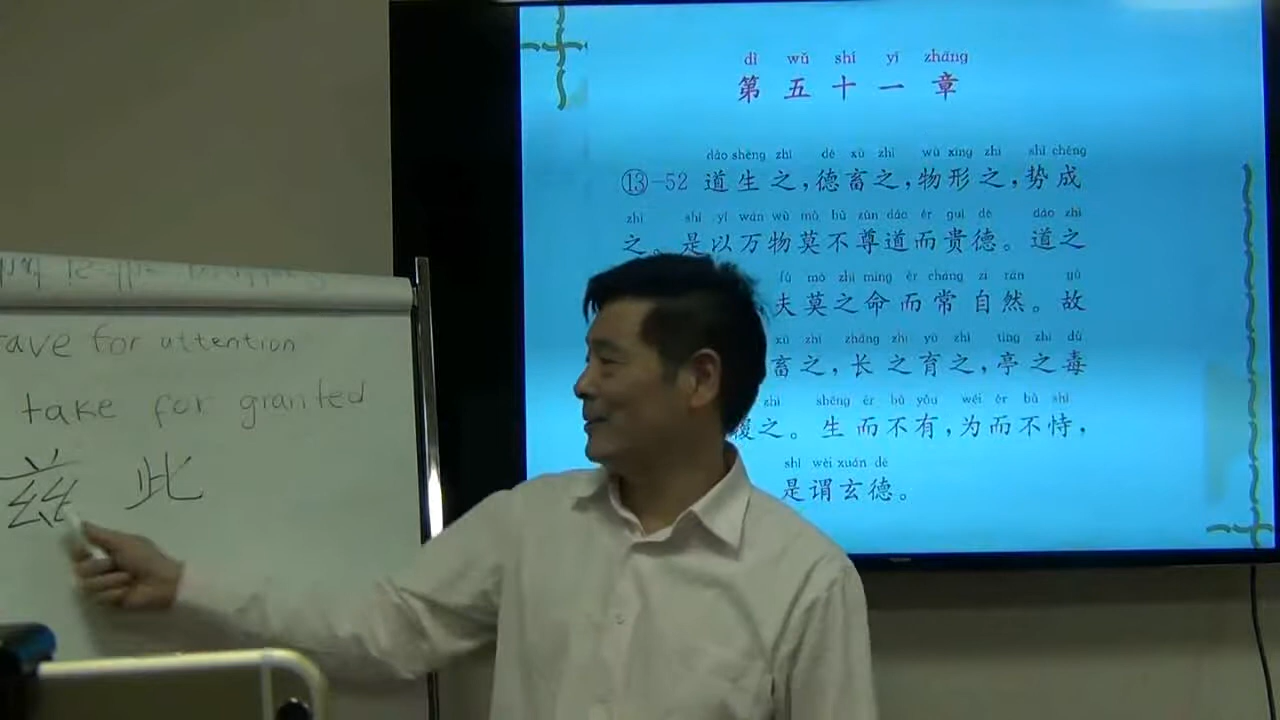 ave for attention
take for granted
兹 此
dì wǔ shí yī zhāng
第五十一章
dào shēng zhī dé xù zhī wù xíng zhī shì chéng
⑬-52 道生之，德畜之，物形之，势成
zhī shì yǐ wàn wù mò bù zūn dào ér guì dé dào zhī
之。是以万物莫不尊道而贵德。道之
fū mò zhī mìng ér cháng zì rán gù
夫莫之命而常自然。故
xù zhī zhǎng zhī yù zhī tíng zhī dú
畜之，长之育之，亭之毒
zhī shēng ér bù yǒu wéi ér bù shì
覆之。生而不有，为而不恃，
shì wèi xuán dé
是谓玄德。